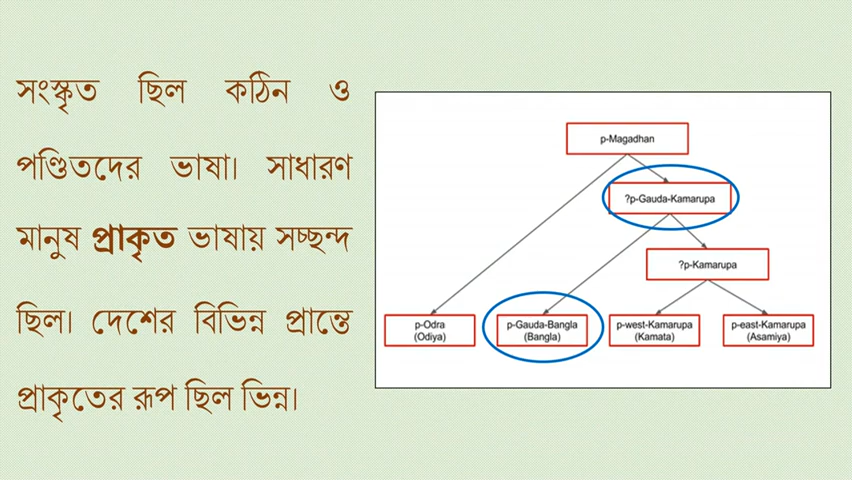 সংস্কৃত ছিল কঠিন ও
পণ্ডিতদের ভাষা। সাধারণ
মানুষ প্রাকৃত ভাষায় সচ্ছন্দ
ছিল। দেশের বিভিন্ন প্রান্তে
প্রাকৃতের রূপ ছিল ভিন্ন।
p-Magadhan
?p-Gauda-Kamarupa
?p-Kamarupa
p-Odra
(Odiya)
p-Gauda-Bangla
(Bangla)
p-west-Kamarupa
(Kamata)
p-east-Kamarupa
(Asamiya)